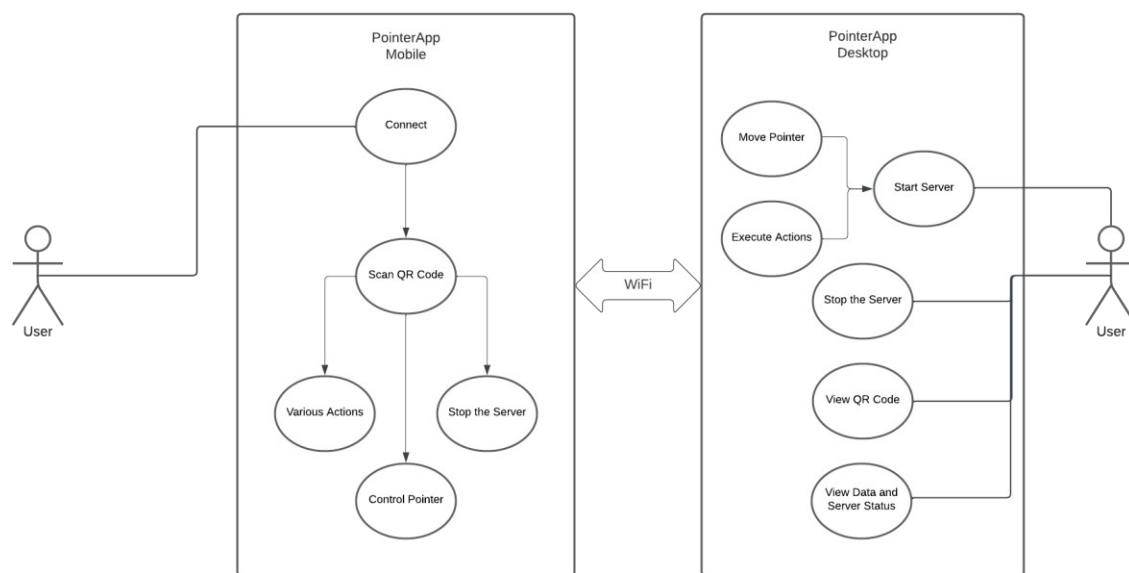 PointerApp
Mobile
Connect
Scan QR Code
Various Actions
Stop the Server
Control Pointer
User
WiFi
PointerApp
Desktop
Move Pointer
Start Server
Execute Actions
Stop the Server
View QR Code
View Data and
Server Status
User